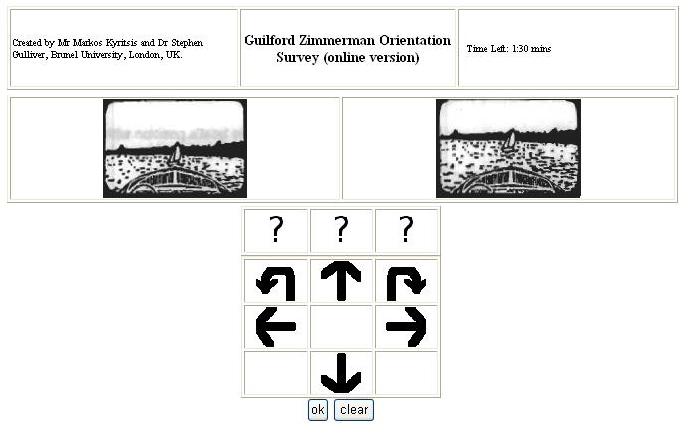 Created by Mr Markos Kyritsis and Dr Stephen
Gulliver, Brunel University, London, UK.
Guilford Zimmerman Orientation
Survey (online version)
Time Left: 1:30 mins
? ? ?
ok clear